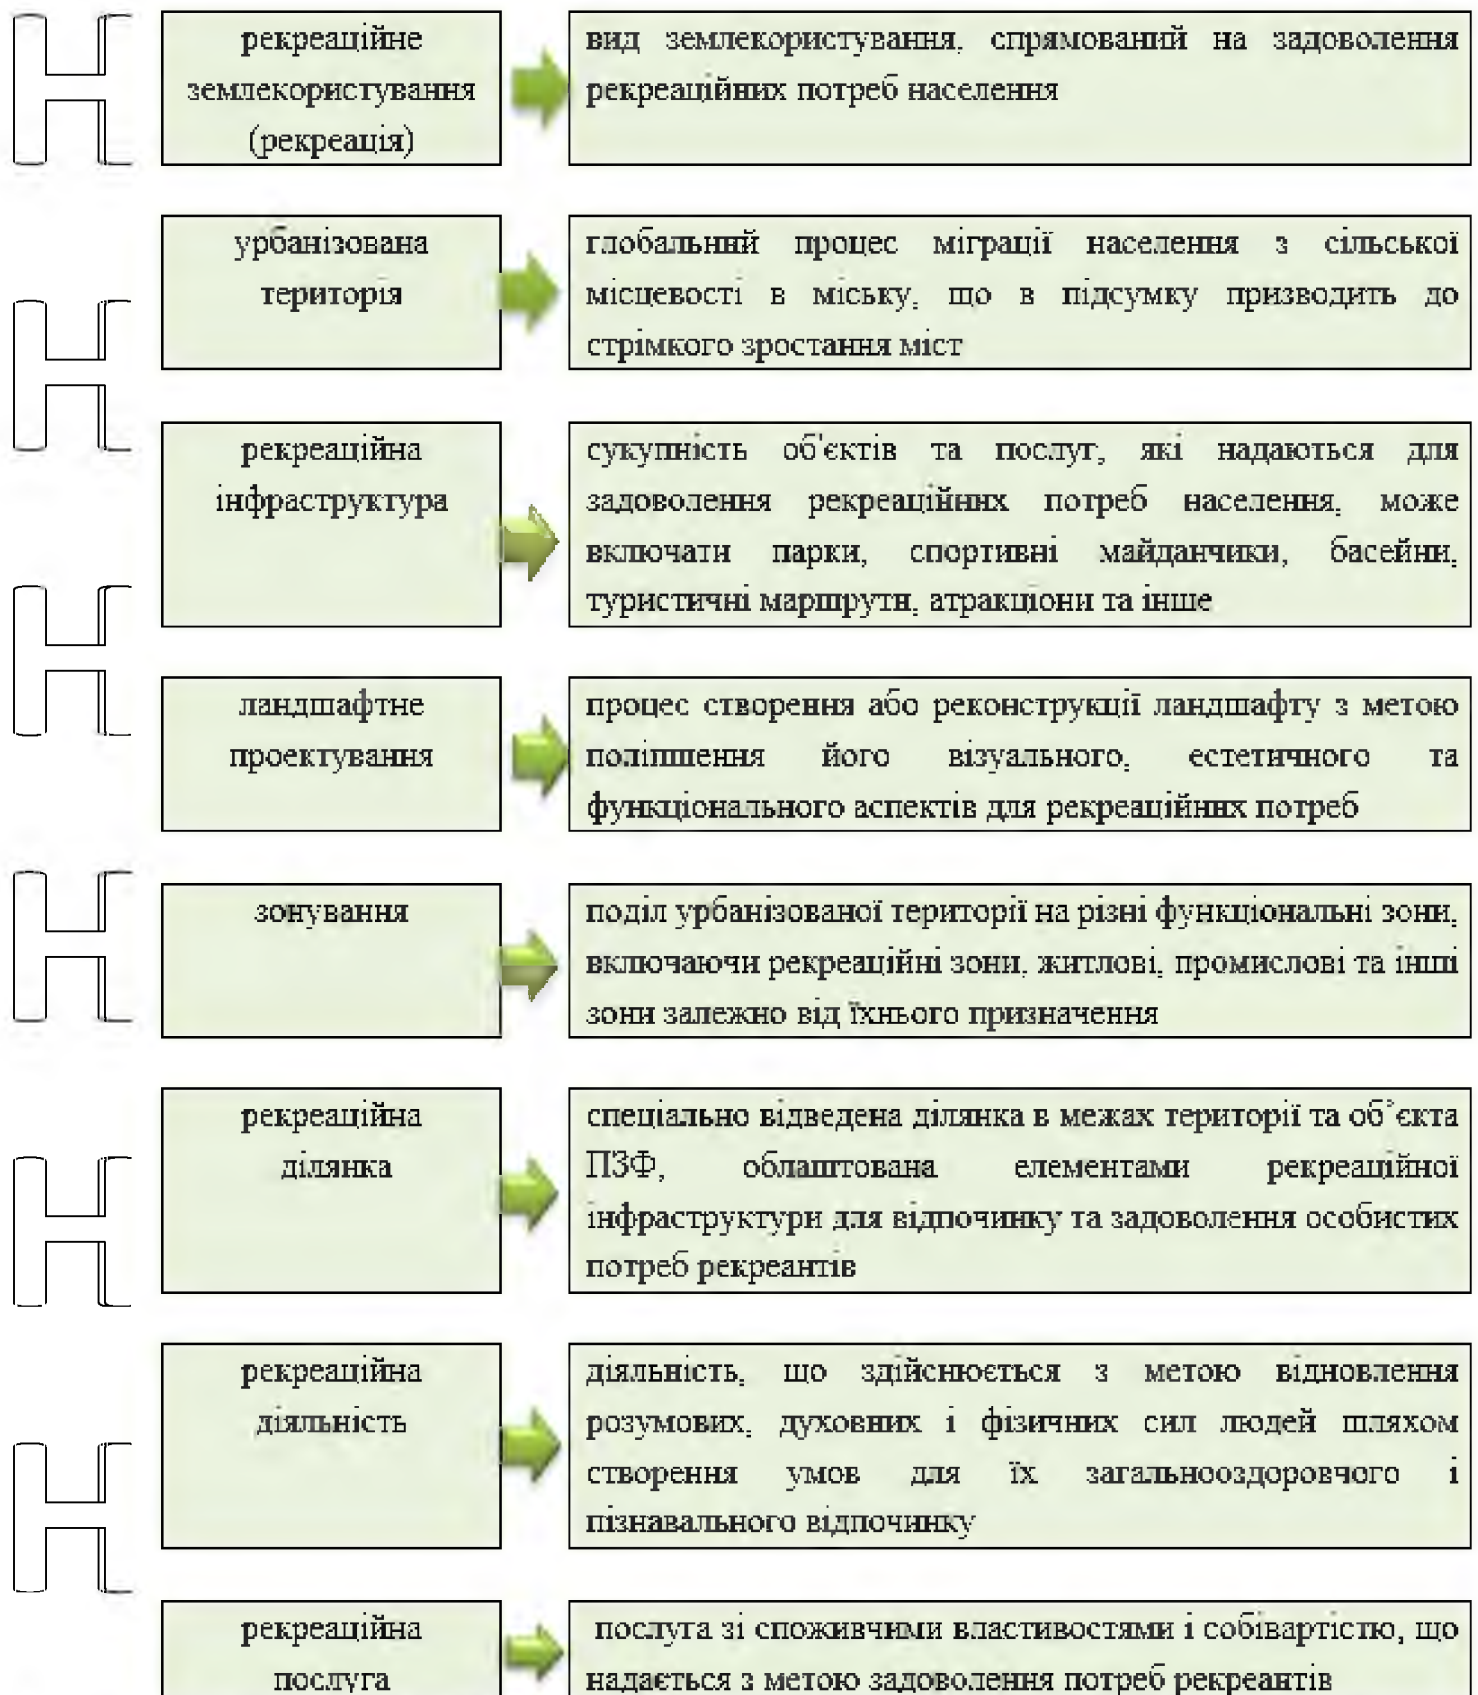 Н
рекреаційне
землекористування
(рекреація)
вид землекористування, спрямований на задоволення
рекреаційних потреб населення
Н
урбанізована
територія
глобальний процес міграції населення з сільської
місцевості в міську, що в підсумку призводить до
стрімкого зростання міст
Н
рекреаційна
інфраструктура
сукупність об'єктів та послуг, які надаються для
задоволення рекреаційних потреб населення, може
включати парки, спортивні майданчики, басейни,
туристичні маршрути, атракціони та інше
Н
ландшафтне
проектування
процес створення або реконструкції ландшафту з метою
поліпшення його візуального, естетичного та
функціонального аспектів для рекреаційних потреб
Н
зонування
поділ урбанізованої території на різні функціональні зони,
включаючи рекреаційні зони, житлові, промислові та інші
зони залежно від їхнього призначення
Н
рекреаційна
ділянка
спеціально відведена ділянка в межах території та об’єкта
ПЗФ, облаштована елементами рекреаційної
інфраструктури для відпочинку та задоволення особистих
потреб рекреантів
Н
рекреаційна
діяльність
діяльність, що здійснюється з метою відновлення
розумових, духовних і фізичних сил людей шляхом
створення умов для їх загальнооздоровчого і
пізнавального відпочинку
Н
рекреаційна
послуга
послуга зі споживчими властивостями і собівартістю, що
надається з метою задоволення потреб рекреантів